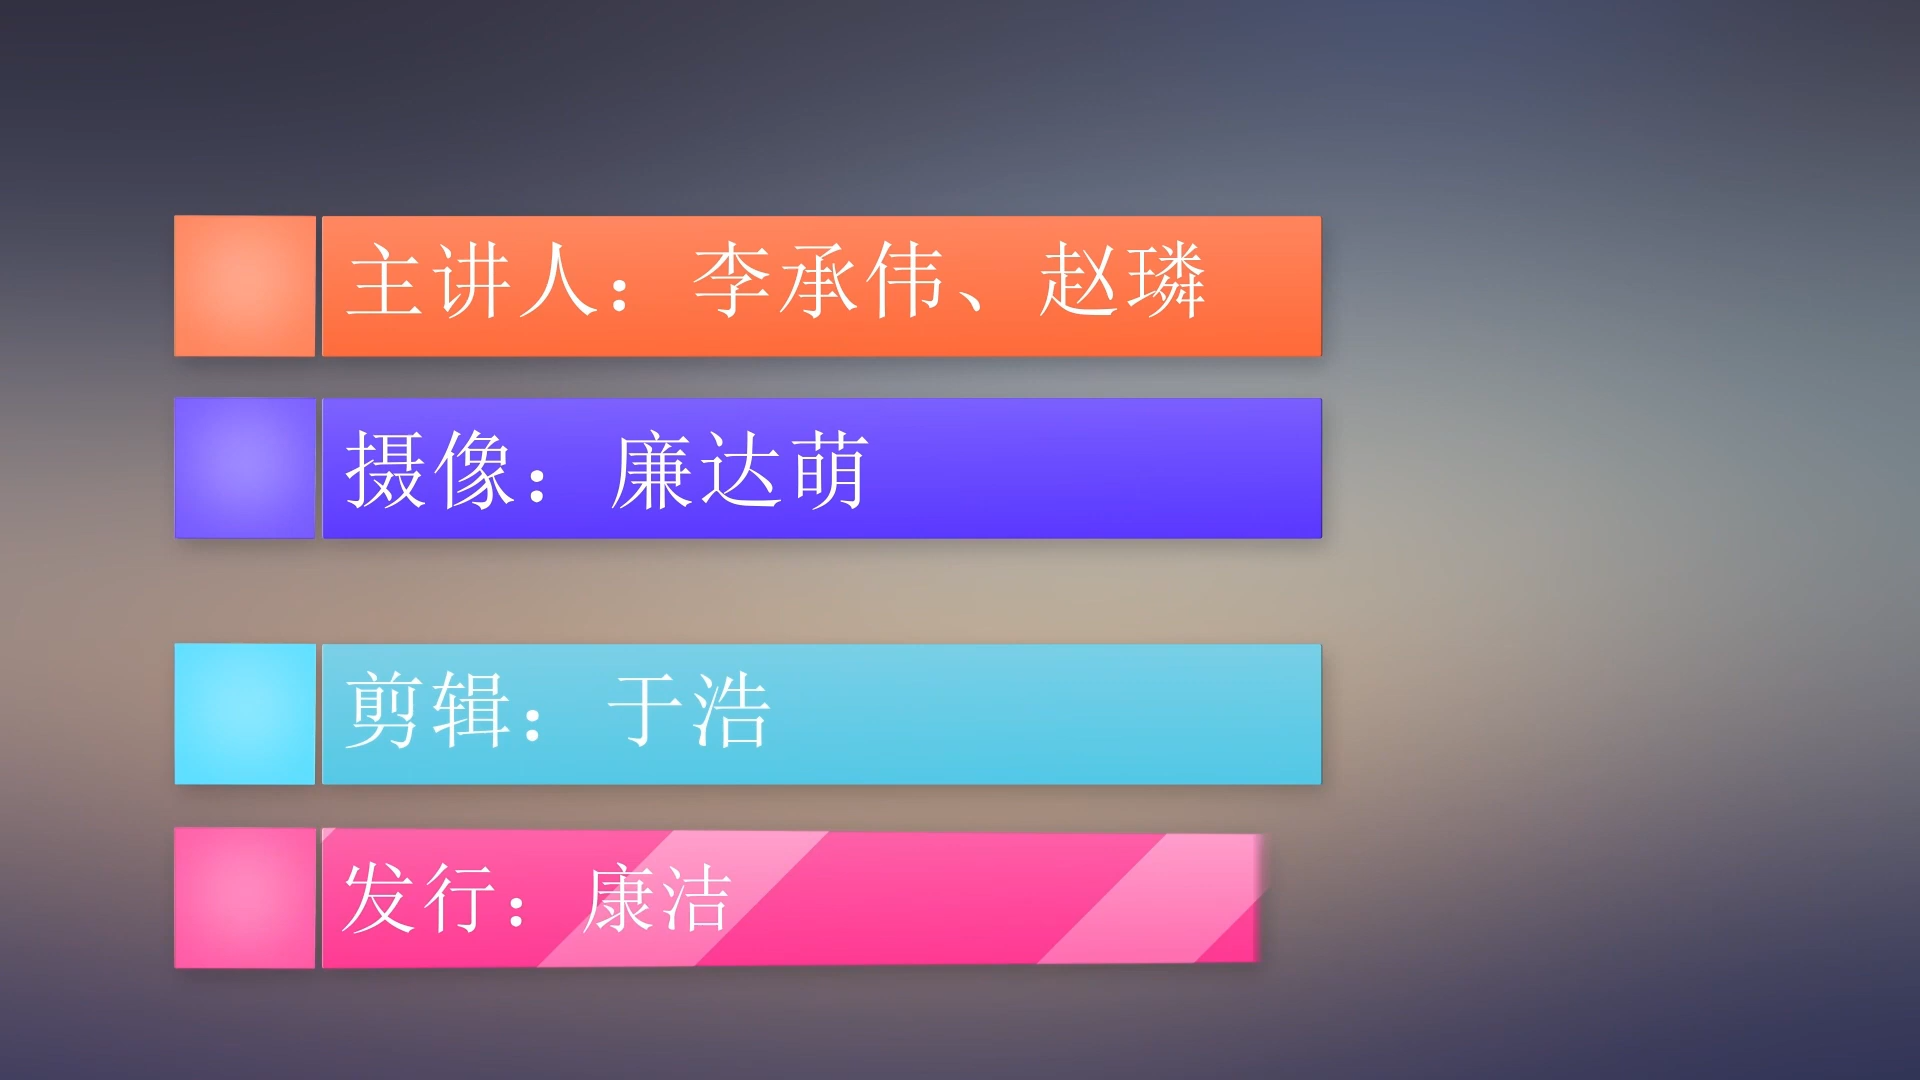 主讲人：李承伟、赵璘
摄像：廉达萌
剪辑：于浩
发行：康洁